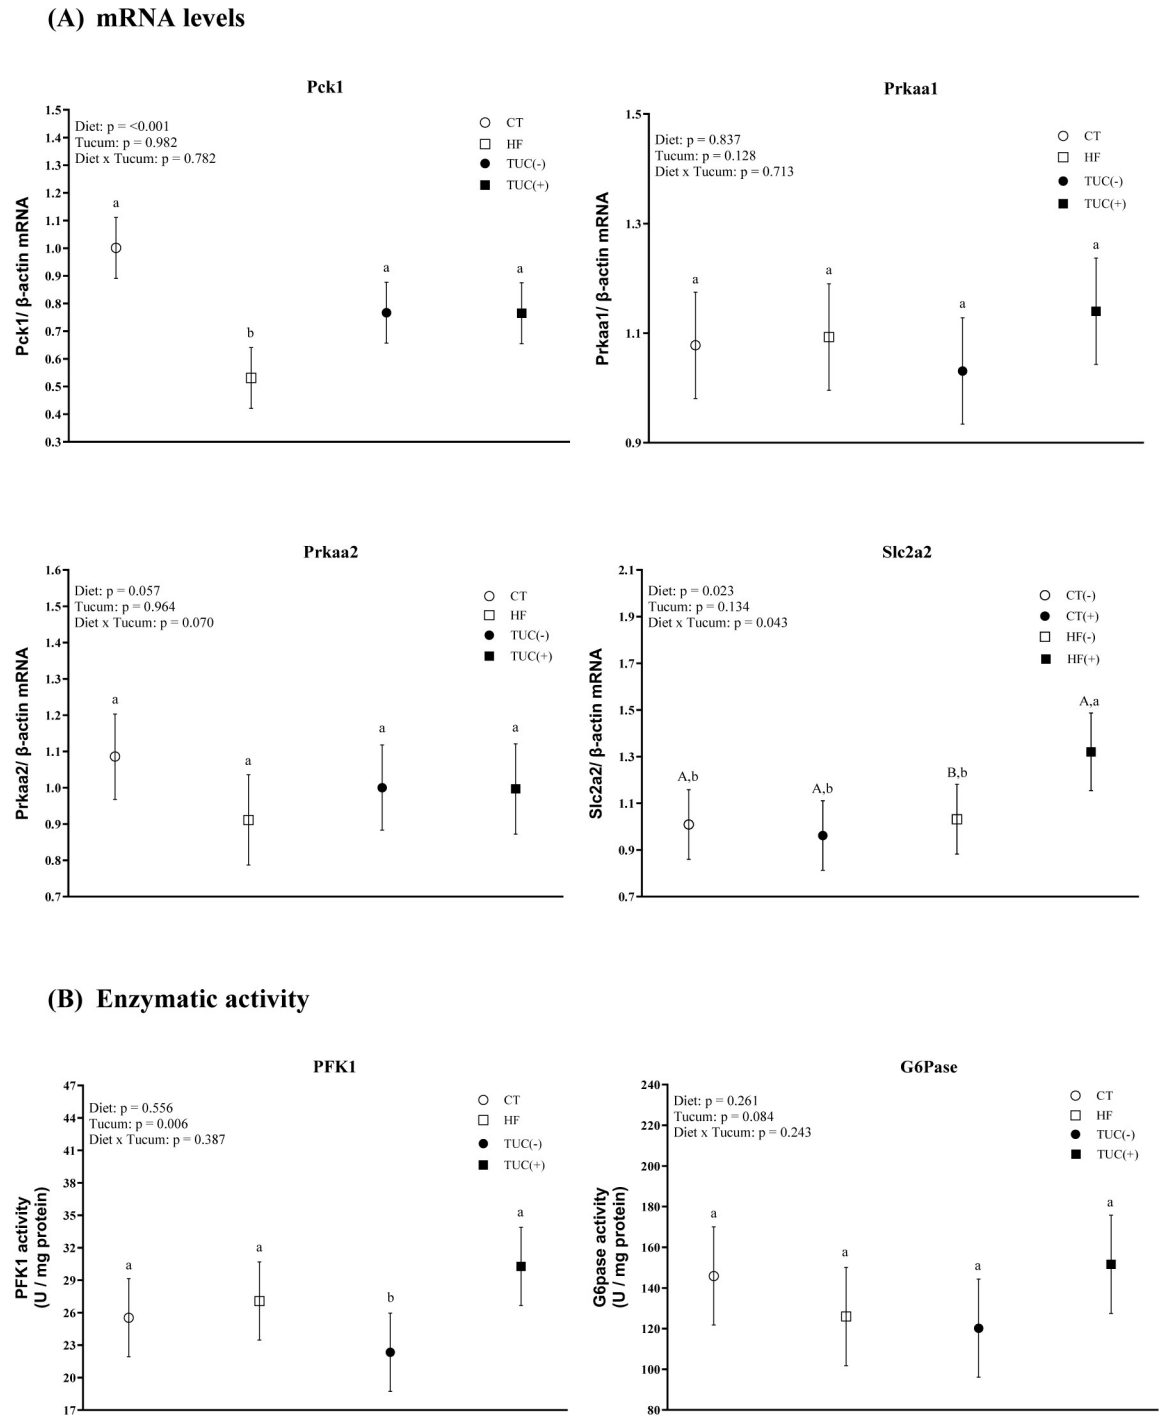 (A) mRNA levels
Pck1
1.5
1.4
1.3
1.2
1.1
1.0
0.9
0.8
0.7
0.6
0.5
0.4
0.3
Pck1/ β-actin mRNA
Diet: p = <0.001
Tucum: p = 0.982
Diet x Tucum: p = 0.782
CT
HF
TUC(-)
TUC(+)
a
b
a
a
Prkaa1
1.5
1.3
1.1
0.9
Prkaa1/ β-actin mRNA
Diet: p = 0.837
Tucum: p = 0.128
Diet x Tucum: p = 0.713
CT
HF
TUC(-)
TUC(+)
a
a
a
a
Prkaa2
1.6
1.5
1.4
1.3
1.2
1.1
1.0
0.9
0.8
0.7
Prkaa2/ β-actin mRNA
Diet: p = 0.057
Tucum: p = 0.964
Diet x Tucum: p = 0.070
CT
HF
TUC(-)
TUC(+)
a
a
a
a
Slc2a2
2.1
1.9
1.7
1.5
1.3
1.1
0.9
0.7
Slc2a2/ β-actin mRNA
Diet: p = 0.023
Tucum: p = 0.134
Diet x Tucum: p = 0.043
CT(-)
CT(+)
HF(-)
HF(+)
A,b
A,b
B,b
A,a
(B) Enzymatic activity
PFK1
47
44
41
38
35
32
29
26
23
20
17
PFK1 activity
(U / mg protein)
Diet: p = 0.556
Tucum: p = 0.006
Diet x Tucum: p = 0.387
CT
HF
TUC(-)
TUC(+)
a
a
b
a
G6Pase
240
220
200
180
160
140
120
100
80
G6pase activity
(U / mg protein)
Diet: p = 0.261
Tucum: p = 0.084
Diet x Tucum: p = 0.243
CT
HF
TUC(-)
TUC(+)
a
a
a
a